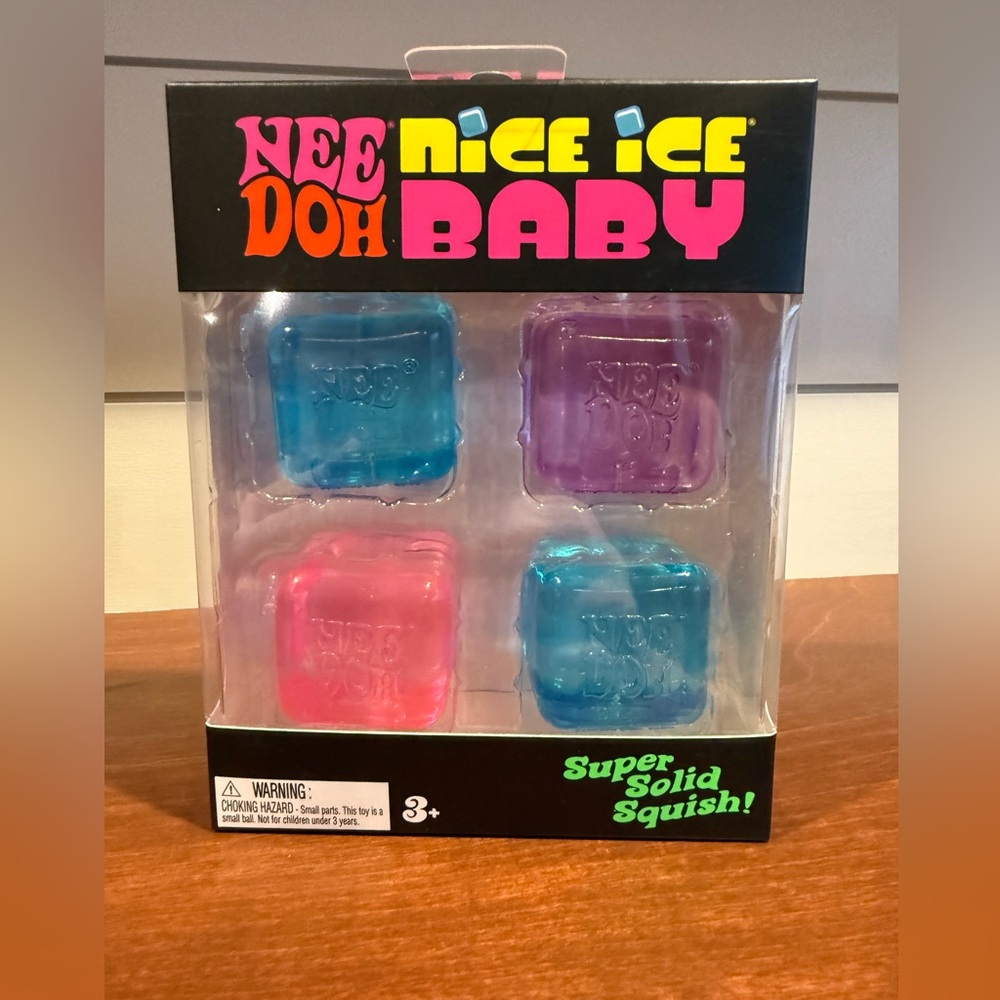 NEE DOH® NiCE iCE®
BABY
NEE®
NEE
DOH
NEE
DOH
NEE
DOH
WARNING:
CHOKING HAZARD - Small parts. This toy is a
small ball. Not for children under 3 years.
3+
Super
Solid
Squish!